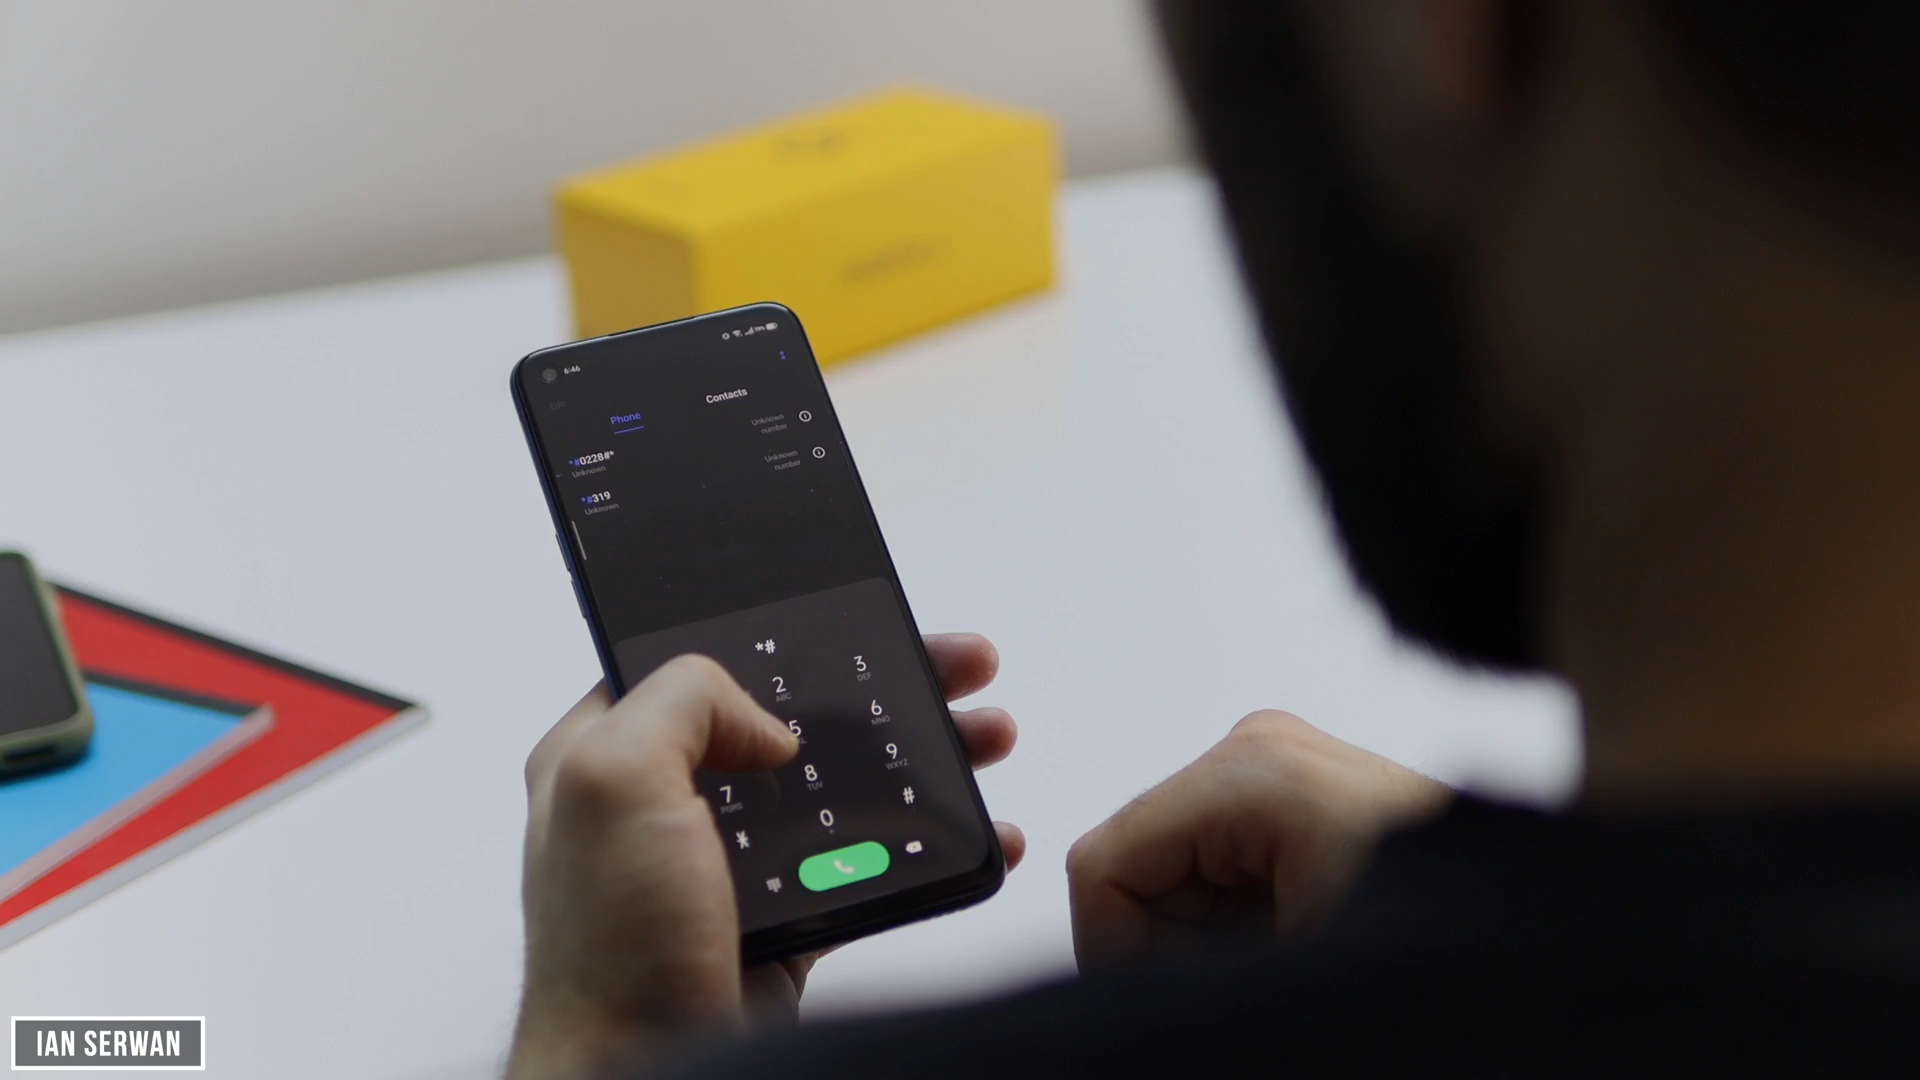 6:46
Edit
Phone
Contacts
*#0228#*
Unknown
Unknown
number
*#319
Unknown
Unknown
number
*#
2
ABC
3
DEF
5
6
MNO
7
PQRS
8
TUV
9
WXYZ
*
0
#
IAN SERWAN